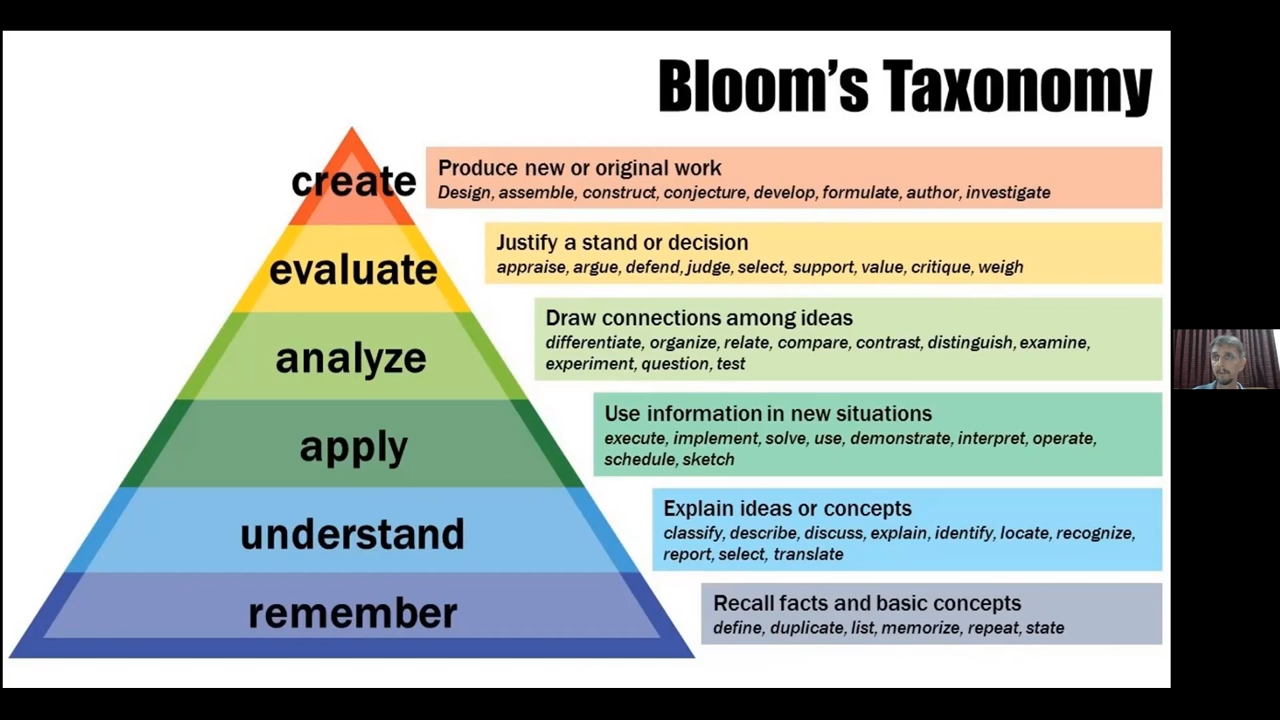 Bloom's Taxonomy
create
Produce new or original work
Design, assemble, construct, conjecture, develop, formulate, author, investigate
evaluate
Justify a stand or decision
appraise, argue, defend, judge, select, support, value, critique, weigh
analyze
Draw connections among ideas
differentiate, organize, relate, compare, contrast, distinguish, examine,
experiment, question, test
apply
Use information in new situations
execute, implement, solve, use, demonstrate, interpret, operate,
schedule, sketch
understand
Explain ideas or concepts
classify, describe, discuss, explain, identify, locate, recognize,
report, select, translate
remember
Recall facts and basic concepts
define, duplicate, list, memorize, repeat, state